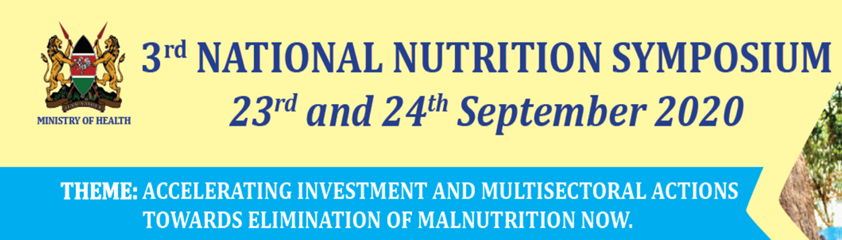 3rd NATIONAL NUTRITION SYMPOSIUM
23rd and 24th September 2020
MINISTRY OF HEALTH
THEME: ACCELERATING INVESTMENT AND MULTISECTORAL ACTIONS
TOWARDS ELIMINATION OF MALNUTRITION NOW.